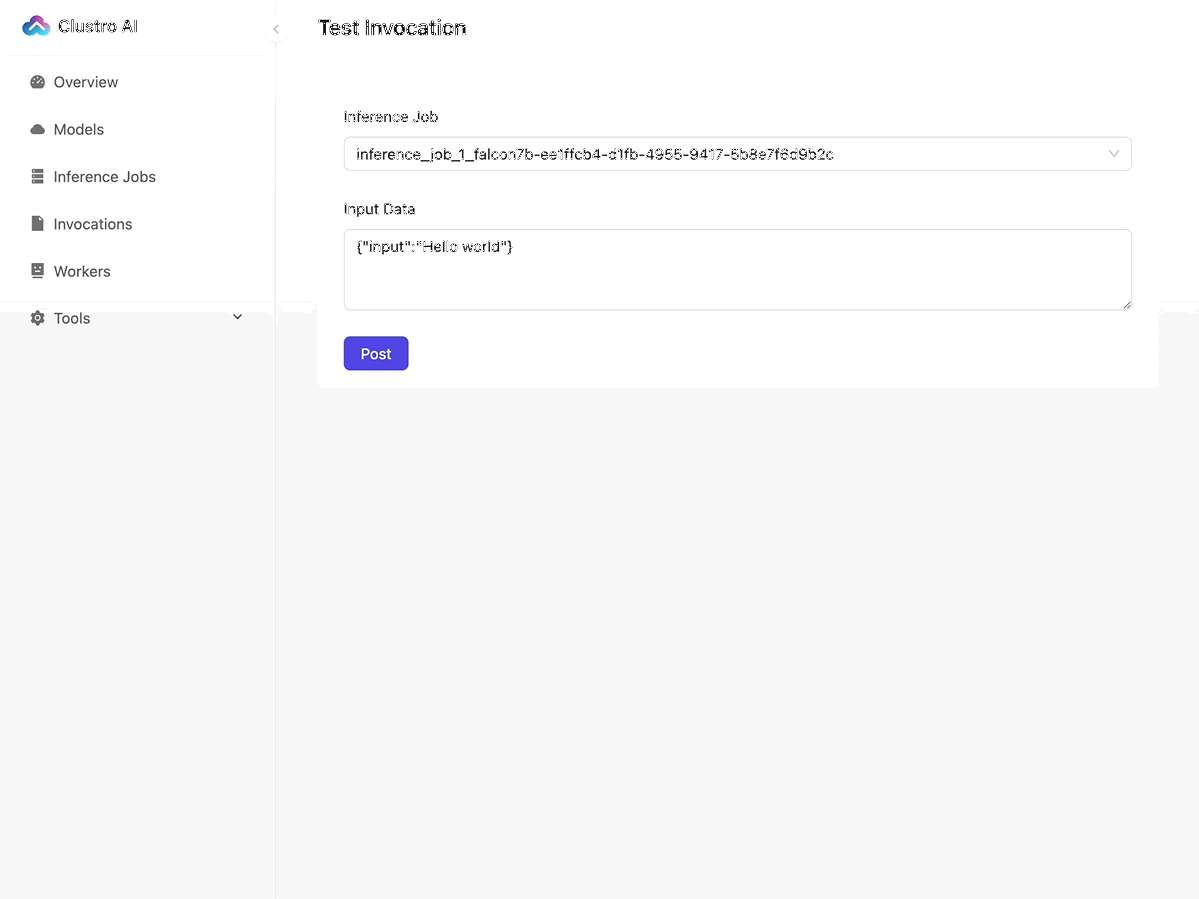 Clustro AI
Overview
Models
Inference Jobs
Invocations
Workers
Tools
Test Invocation
Inference Job
inference_job_1_falcon7b-ee1ffcb4-d1fb-4955-9417-5b8e7f6d9b2c
Input Data
{"input":"Hello world"}
Post